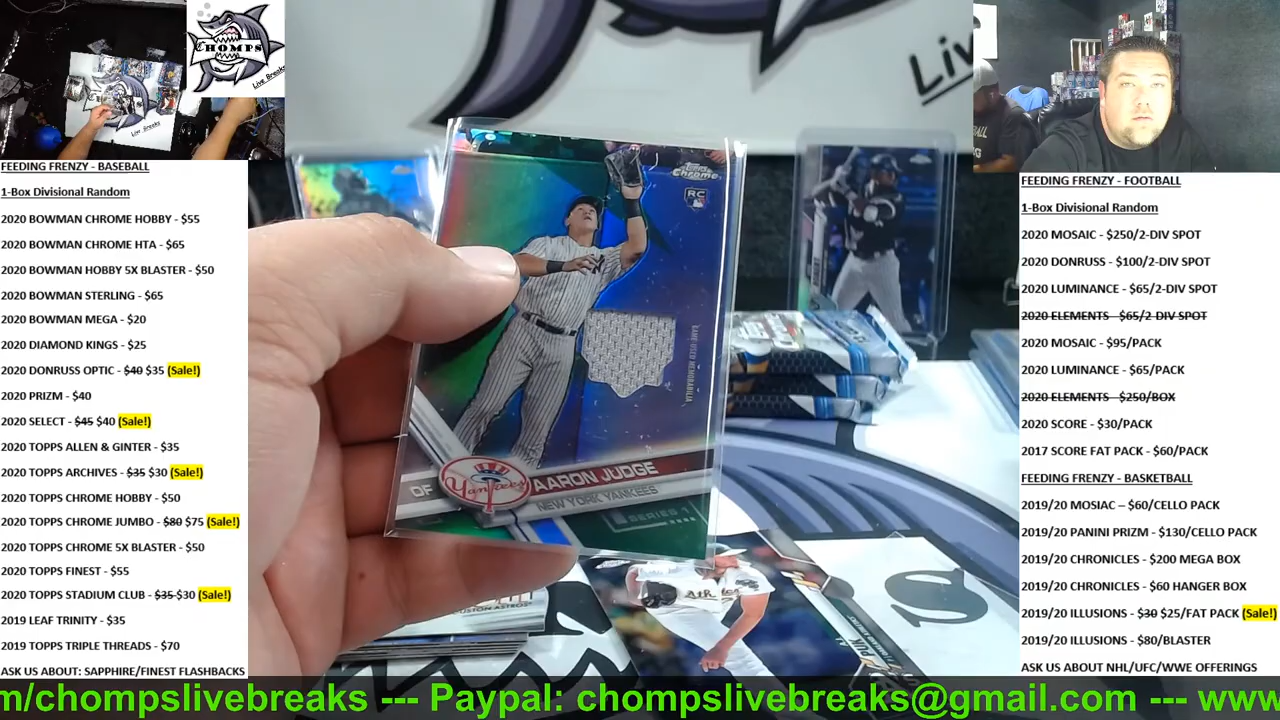 CHOMPS
Live Breaks
FEEDING FRENZY - BASEBALL
1-Box Divisional Random
2020 BOWMAN CHROME HOBBY - $55
2020 BOWMAN CHROME HTA - $65
2020 BOWMAN HOBBY 5X BLASTER - $50
2020 BOWMAN STERLING - $65
2020 BOWMAN MEGA - $20
2020 DIAMOND KINGS - $25
2020 DONRUSS OPTIC - $40 $35 (Sale!)
2020 PRIZM - $40
2020 SELECT - $45 $40 (Sale!)
2020 TOPPS ALLEN & GINTER - $35
2020 TOPPS ARCHIVES - $35 $30 (Sale!)
2020 TOPPS CHROME HOBBY - $50
2020 TOPPS CHROME JUMBO - $80 $75 (Sale!)
2020 TOPPS CHROME 5X BLASTER - $50
2020 TOPPS FINEST - $55
2020 TOPPS STADIUM CLUB - $35 $30 (Sale!)
2019 LEAF TRINITY - $35
2019 TOPPS TRIPLE THREADS - $70
ASK US ABOUT: SAPPHIRE/FINEST FLASHBACKS
Liv
Topps
Chrome
RC
GAME-USED MEMORABILIA
OF
Yankees
AARON JUDGE
NEW YORK YANKEES
SERIES 1
HOUSTON ASTROS
Athletics
FEEDING FRENZY - FOOTBALL
1-Box Divisional Random
2020 MOSAIC - $250/2-DIV SPOT
2020 DONRUSS - $100/2-DIV SPOT
2020 LUMINANCE - $65/2-DIV SPOT
2020 ELEMENTS - $65/2 DIV SPOT
2020 MOSAIC - $95/PACK
2020 LUMINANCE - $65/PACK
2020 ELEMENTS - $250/BOX
2020 SCORE - $30/PACK
2017 SCORE FAT PACK - $60/PACK
FEEDING FRENZY - BASKETBALL
2019/20 MOSIAC – $60/CELLO PACK
2019/20 PANINI PRIZM - $130/CELLO PACK
2019/20 CHRONICLES - $200 MEGA BOX
2019/20 CHRONICLES - $60 HANGER BOX
2019/20 ILLUSIONS - $30 $25/FAT PACK (Sale!)
2019/20 ILLUSIONS - $80/BLASTER
ASK US ABOUT NHL/UFC/WWE OFFERINGS
m/chompslivebreaks --- Paypal: chompslivebreaks@gmail.com --- www